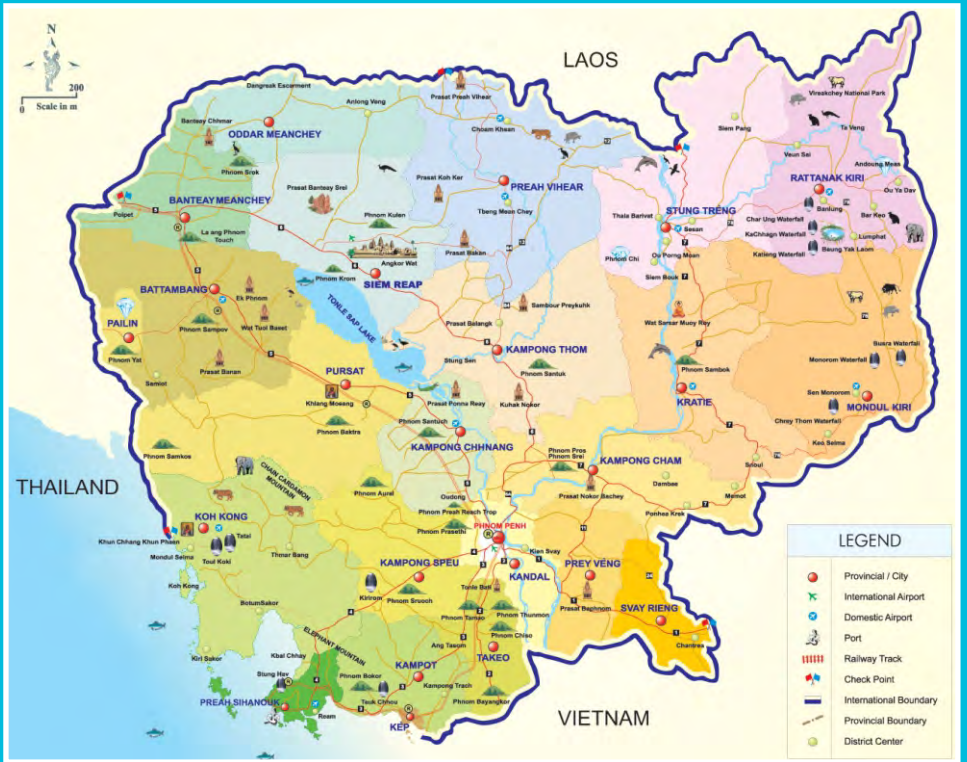 N
0 200
Scale in m
LAOS
THAILAND
VIETNAM
Dangreak Escarment
Anlong Veng
Prasat Preah Vihear
Choam Khsan
Banteay Chhmar
ODDAR MEANCHEY
Phnom Srok
Vireakchey National Park
Siem Pang
Ta Veng
Veun Sai
Andoung Meas
RATTANAK KIRI
Ou Ya Dav
Banlung
Bar Keo
Char Ung Waterfall
KaChhagn Waterfall
Katieng Waterfall
Lumphat
Beung Yak Laom
Prasat Koh Ker
PREAH VIHEAR
Tbeng Mean Chey
Prasat Banteay Srei
Phnom Kulen
BANTEAY MEANCHEY
Poipet
La ang Phnom
Touch
STUNG TRENG
Thala Barivat
Sesan
Ou Porng Moan
Phnom Chi
Siem Bouk
Prasat Bakan
Angkor Wat
Phnom Krom
SIEM REAP
BATTAMBANG
Ek Phnom
Phnom Sampov
Wat Tuol Baset
TONLE SAP LAKE
Sambour Preykuhk
Prasat Balangk
Wat Sarsar Muny Roy
PAILIN
Phnom Yat
Prasat Banan
Samlot
Stung Sen
KAMPONG THOM
Phnom Santuk
Phnom Sambok
Busra Waterfall
Monorom Waterfall
PURSAT
Khlang Moeang
Phnom Baktra
Prasat Ponna Reay
Kuhak Nokor
KRATIE
Sen Monorom
MONDUL KIRI
Chrey Thom Waterfall
Keo Seima
Phnom Santuch
KAMPONG CHHNANG
Phnom Samkos
CHAIN CARDAMON
MOUNTAIN
Phnom Aural
Phnom Pros
Phnom Srei
KAMPONG CHAM
Snoul
Dambae
Memot
Prasat Nokor Bachey
Ponhea Krek
Oudong
Phnom Preah Reach Trop
Phnom Prasethi
KOH KONG
Tatai
Khun Chhang Khun Phaen
Mondul Seima
Toul Kuki
Thmar Bang
Koh Kong
PHNOM PENH
Kien Svay
KANDAL
KAMPONG SPEU
Kirirom
Phnom Sruoch
Tonle Bati
Phnom Tamao
Phnom Thunmon
Phnom Chiso
PREY VENG
Prasat Baphnom
SVAY RIENG
Chantrea
BotumSakor
Kiri Sakor
ELEPHANT MOUNTAIN
Kbal Chhay
Stung Hav
PREAH SIHANOUK
Ream
Phnom Bokor
Teuk Chhou
KAMPOT
Kampong Trach
KEP
Ang Tasom
TAKEO
Phnom Bayangkor
LEGEND
Provincial / City
International Airport
Domestic Airport
Port
Railway Track
Check Point
International Boundary
Provincial Boundary
District Center